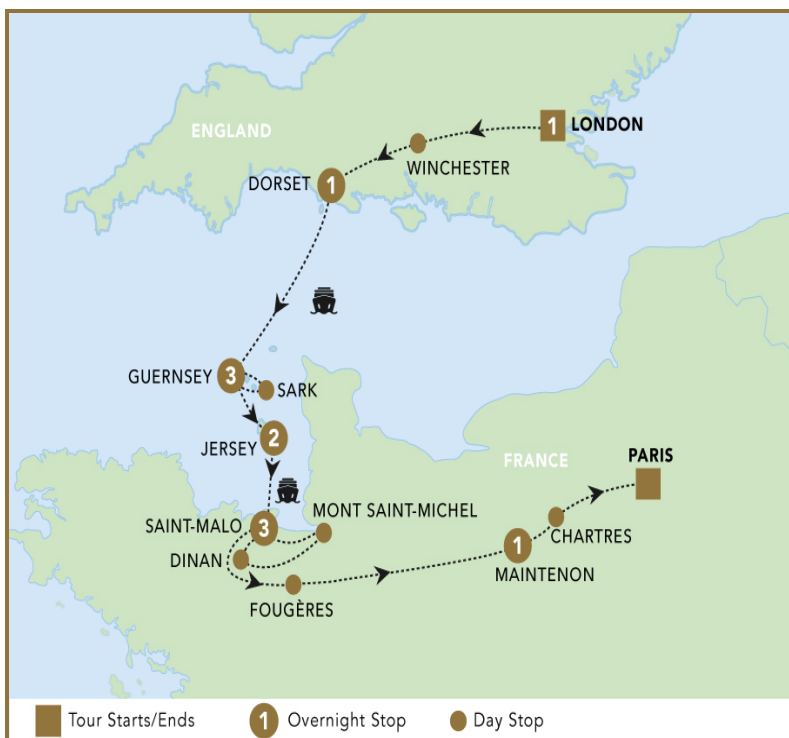 ENGLAND
1 LONDON
WINCHESTER
DORSET 1
GUERNSEY 3
SARK
JERSEY 2
FRANCE
PARIS
MONT SAINT-MICHEL
SAINT-MALO 3
CHARTRES
DINAN
1
MAINTENON
FOUGÈRES
Tour Starts/Ends
1 Overnight Stop
Day Stop